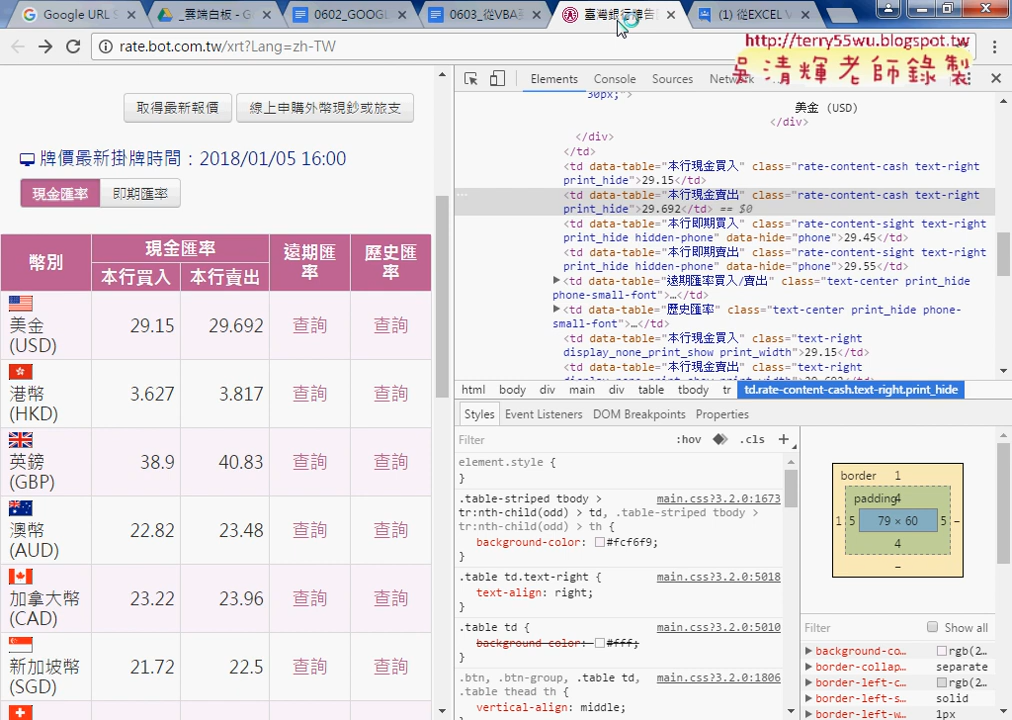 Google URL S
_雲端白板 - G
0602_GOOGL
0603_從VBA
臺灣銀行牌告
(1) 從EXCEL V
rate.bot.com.tw/xrt?Lang=zh-TW
http://terry55wu.blogspot.tw
吳清輝老師錄製
取得最新報價
線上申購外幣現鈔或旅支
牌價最新掛牌時間：2018/01/05 16:00
現金匯率
即期匯率
幣別
現金匯率
遠期匯率
歷史匯率
本行買入
本行賣出
美金 (USD)
29.15
29.692
查詢
查詢
港幣 (HKD)
3.627
3.817
查詢
查詢
英鎊 (GBP)
38.9
40.83
查詢
查詢
澳幣 (AUD)
22.82
23.48
查詢
查詢
加拿大幣 (CAD)
23.22
23.96
查詢
查詢
新加坡幣 (SGD)
21.72
22.5
查詢
查詢
Elements
Console
Sources
Network
30px;">
美金 (USD)
</div>
</div>
</td>
<td data-table="本行現金買入" class="rate-content-cash text-right
print_hide">29.15</td>
<td data-table="本行現金賣出" class="rate-content-cash text-right
print_hide">29.692</td> == $0
<td data-table="本行即期買入" class="rate-content-sight text-right
print_hide hidden-phone" data-hide="phone">29.45</td>
<td data-table="本行即期賣出" class="rate-content-sight text-right
print_hide hidden-phone" data-hide="phone">29.55</td>
<td data-table="遠期匯率買入/賣出" class="text-center print_hide
phone-small-font">…</td>
<td data-table="歷史匯率" class="text-center print_hide phone-
small-font">…</td>
<td data-table="本行現金買入" class="text-right
display_none_print_show print_width">29.15</td>
<td data-table="本行現金賣出" class="text-right
html body div main div table tbody tr td.rate-content-cash.text-right.print_hide
Styles
Event Listeners
DOM Breakpoints
Properties
Filter
:hov
.cls
+
element.style {
}
.table-striped tbody > main.css?3.2.0:1673
tr:nth-child(odd) > td, .table-striped tbody >
tr:nth-child(odd) > th {
background-color: #fcf6f9;
}
.table td.text-right { main.css?3.2.0:5018
text-align: right;
}
.table td { main.css?3.2.0:5010
background-color: #fff;
}
.btn, .btn-group, .table td, main.css?3.2.0:1806
.table thead th {
vertical-align: middle;
border 1
padding4
1
5
79 × 60
5
–
4
–
Filter
Show all
background-co…
rgb(2…
border-collap…
separate
border-left-c…
rgb(2…
border-left-s…
solid
border-left-w…
1px